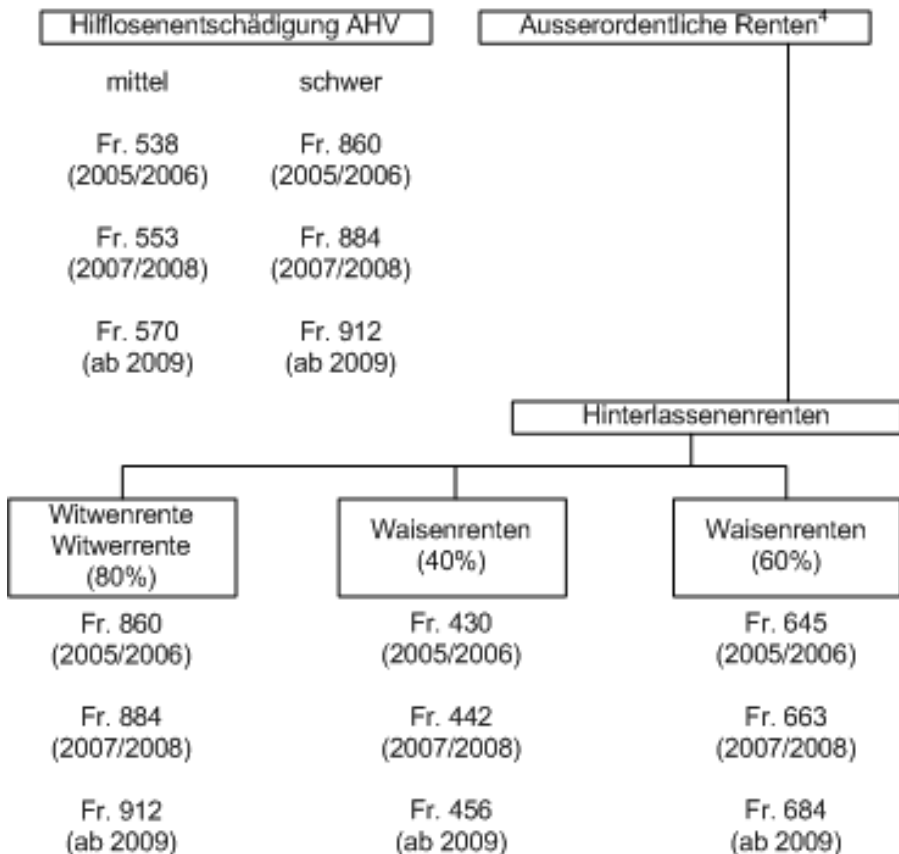 Hilflosenentschädigung AHV
Ausserordentliche Renten⁴
mittel
schwer
Fr. 538
(2005/2006)
Fr. 860
(2005/2006)
Fr. 553
(2007/2008)
Fr. 884
(2007/2008)
Fr. 570
(ab 2009)
Fr. 912
(ab 2009)
Hinterlassenenrenten
Witwenrente
Witwerrente
(80%)
Waisenrenten
(40%)
Waisenrenten
(60%)
Fr. 860
(2005/2006)
Fr. 430
(2005/2006)
Fr. 645
(2005/2006)
Fr. 884
(2007/2008)
Fr. 442
(2007/2008)
Fr. 663
(2007/2008)
Fr. 912
(ab 2009)
Fr. 456
(ab 2009)
Fr. 684
(ab 2009)